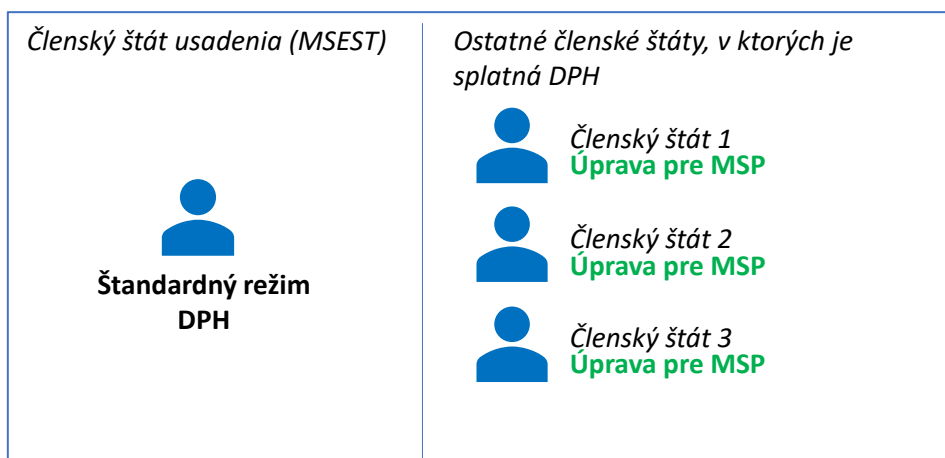 Členský štát usadenia (MSEST)
Štandardný režim
DPH
Ostatné členské štáty, v ktorých je
splatná DPH
Členský štát 1
Úprava pre MSP
Členský štát 2
Úprava pre MSP
Členský štát 3
Úprava pre MSP